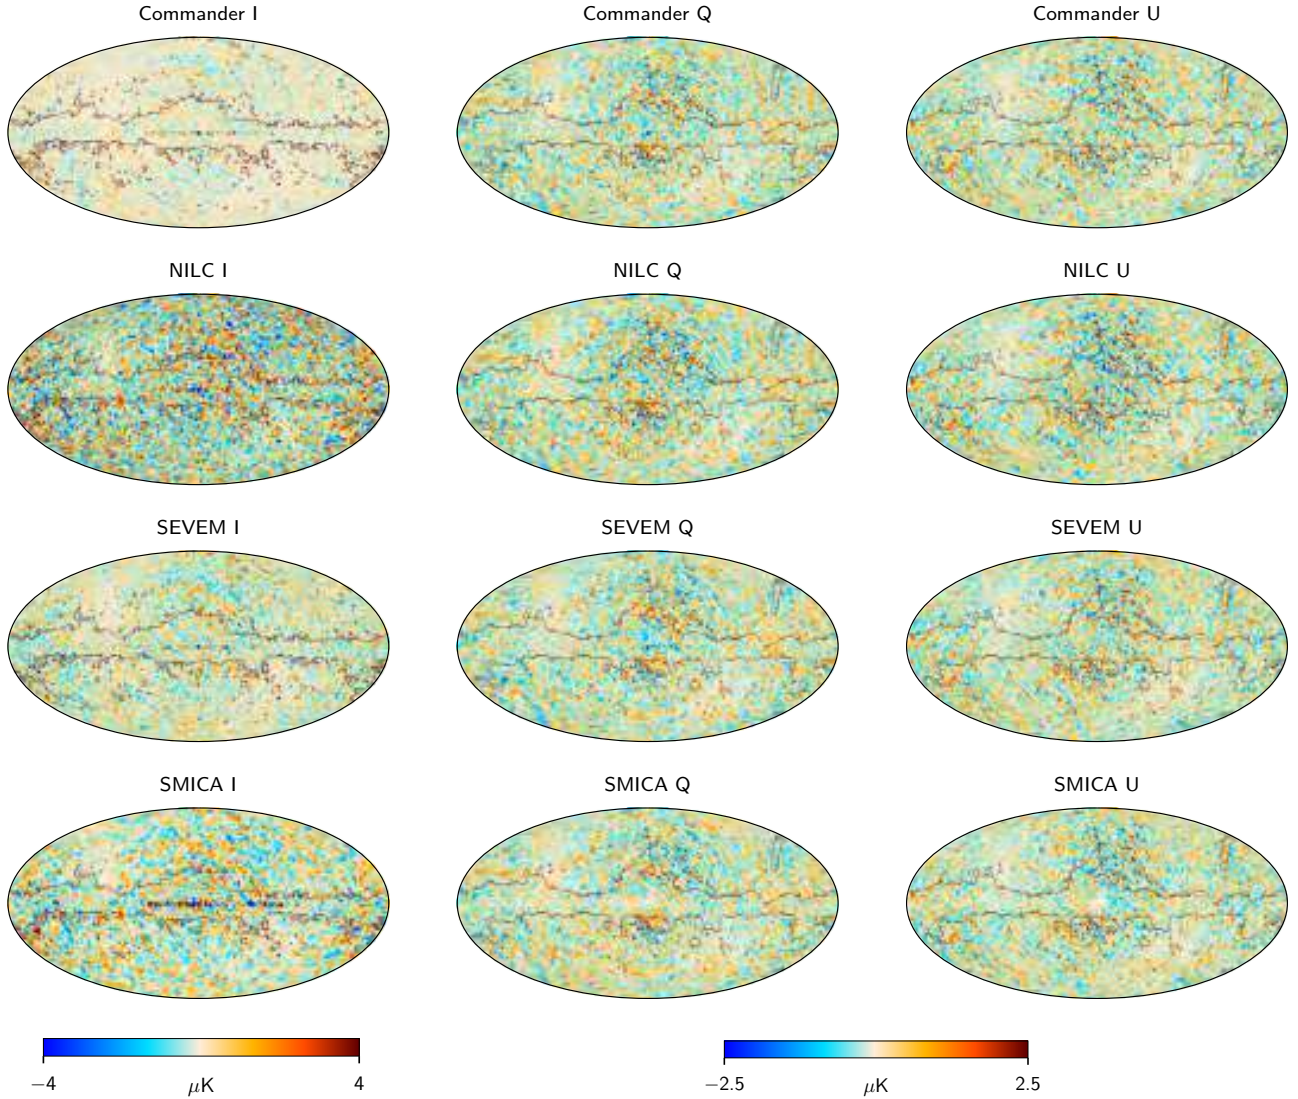 Commander I Commander Q Commander U
NILC I NILC Q NILC U
SEVEM I SEVEM Q SEVEM U
SMICA I SMICA Q SMICA U
−4 μK 4 −2.5 μK 2.5